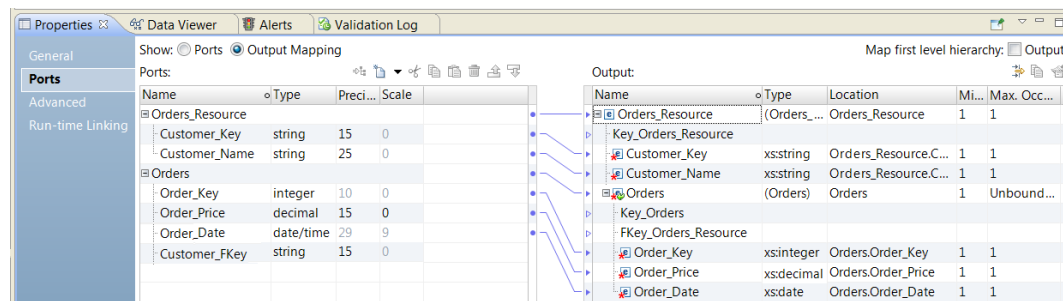 Properties Data Viewer Alerts Validation Log
General
Ports
Advanced
Run-time Linking
Show: Ports Output Mapping Map first level hierarchy: Output
Ports: Output:
Name Type Preci... Scale
Orders_Resource
Customer_Key string 15 0
Customer_Name string 25 0
Orders
Order_Key integer 10 0
Order_Price decimal 15 0
Order_Date date/time 29 9
Customer_FKey string 15 0
Name Type Location Mi... Max. Occ...
Orders_Resource (Orders_... Orders_Resource 1 1
Key_Orders_Resource
Customer_Key xs:string Orders_Resource.C... 1 1
Customer_Name xs:string Orders_Resource.C... 1 1
Orders (Orders) Orders 1 Unbound...
Key_Orders
FKey_Orders_Resource
Order_Key xs:integer Orders.Order_Key 1 1
Order_Price xs:decimal Orders.Order_Price 1 1
Order_Date xs:date Orders.Order_Date 1 1